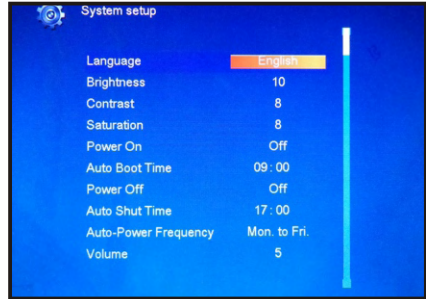 System setup
Language English
Brightness 10
Contrast 8
Saturation 8
Power On Off
Auto Boot Time 09:00
Power Off Off
Auto Shut Time 17:00
Auto-Power Frequency Mon. to Fri.
Volume 5